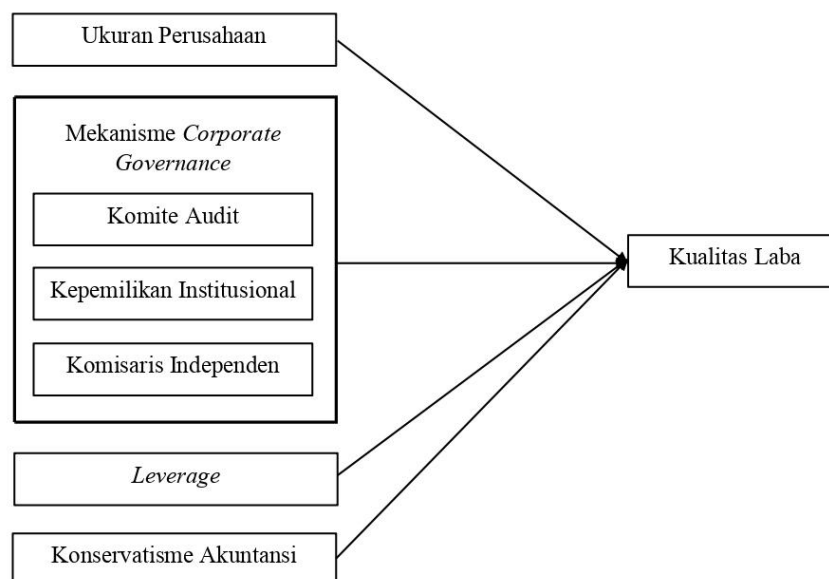 Ukuran Perusahaan
Mekanisme Corporate
Governance
Komite Audit
Kepemilikan Institusional
Kualitas Laba
Komisaris Independen
Leverage
Konservatisme Akuntansi